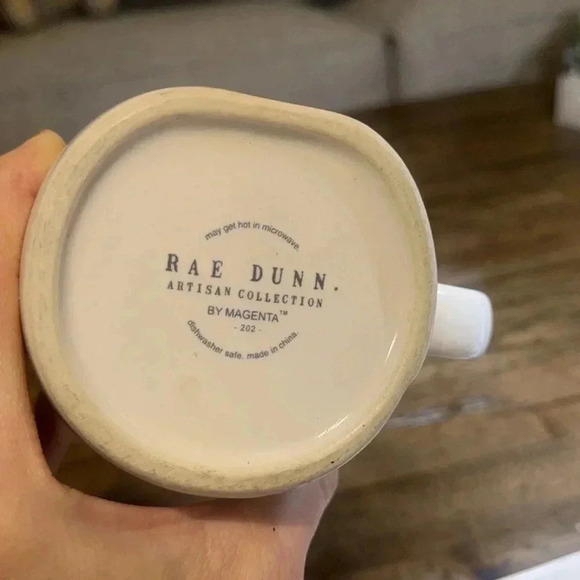 may get hot in microwave.
RAE DUNN.
ARTISAN COLLECTION
BY MAGENTA™
- 202 -
dishwasher safe. made in china.